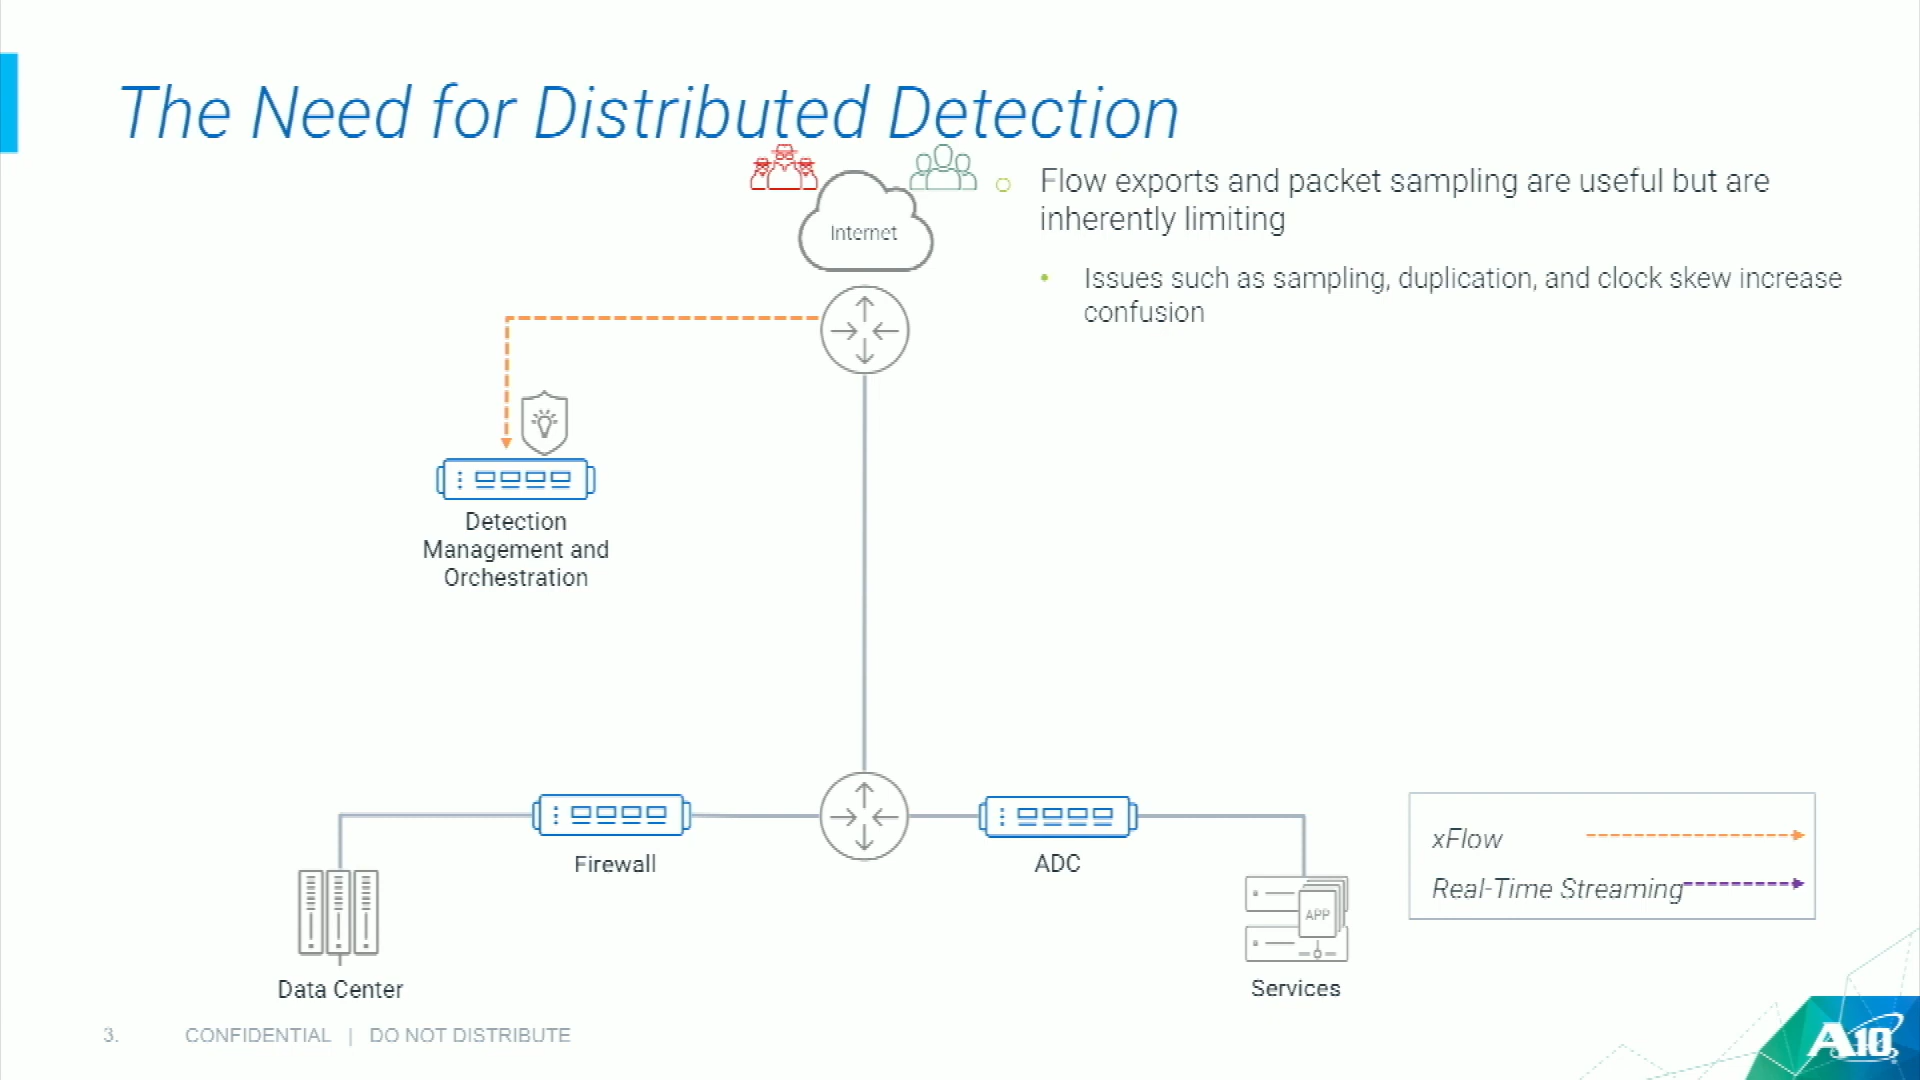 The Need for Distributed Detection
Internet
Flow exports and packet sampling are useful but are
inherently limiting
Issues such as sampling, duplication, and clock skew increase
confusion
Detection
Management and
Orchestration
Firewall
ADC
xFlow
Real-Time Streaming
APP
Data Center
Services
3. CONFIDENTIAL | DO NOT DISTRIBUTE
A10